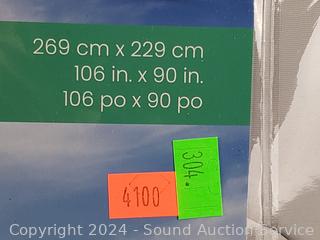 269 cm x 229 cm
106 in. x 90 in.
106 po x 90 po
304.
4100
Copyright © 2024 - Sound Auction Service